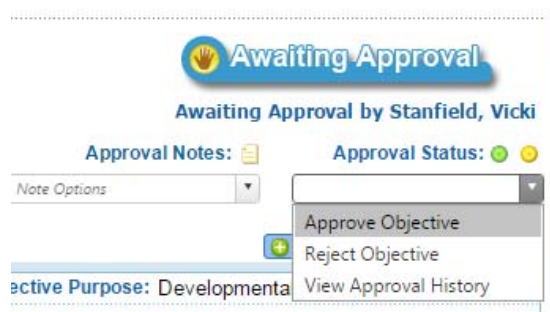 Awaiting Approval
Awaiting Approval by Stanfield, Vicki
Approval Notes: Approval Status:
Note Options
Approve Objective
Reject Objective
ective Purpose: Developmenta View Approval History